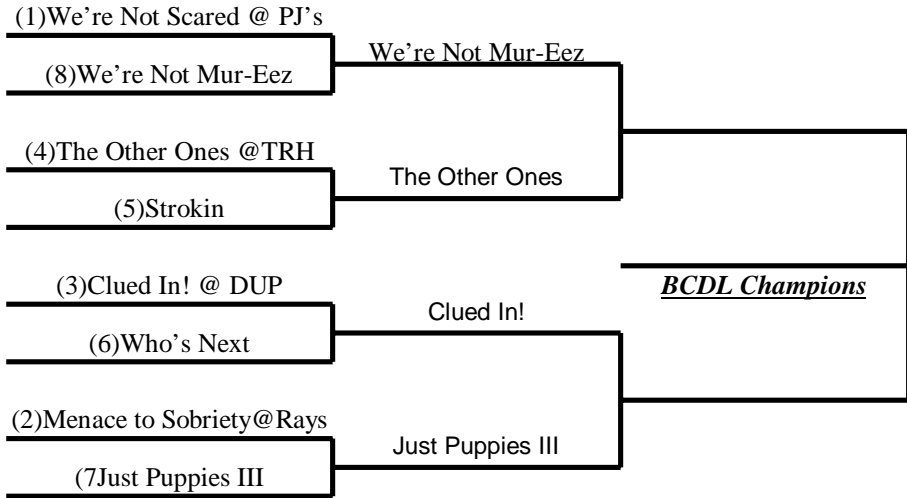 (1)We’re Not Scared @ PJ’s
We’re Not Mur-Eez
(8)We’re Not Mur-Eez
(4)The Other Ones @TRH
The Other Ones
(5)Strokin
(3)Clued In! @ DUP
BCDL Champions
Clued In!
(6)Who’s Next
(2)Menace to Sobriety@Rays
Just Puppies III
(7Just Puppies III